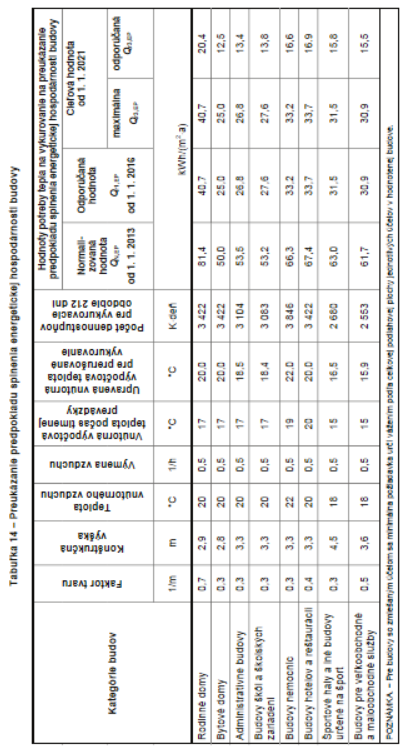 Tabuľka 14 – Preukázanie predpokladu splnenia energetickej hospodárnosti budovy
Kategórie budov
Faktor tvaru
Konštrukčná výška
Teplota vnútorného vzduchu
Výmena vzduchu
Vnútorná výpočtová teplota počas tlmenej prevádzky
Upravená vnútorná výpočtová teplota pre prerušované vykurovanie
Počet dennostupňov pre vykurovacie obdobie 212 dní
Hodnoty potreby tepla na vykurovanie na preukázanie predpokladu splnenia energetickej hospodárnosti budovy
Normalizovaná hodnota QN,EP od 1. 1. 2013
Odporúčaná hodnota Qr1,EP od 1. 1. 2016
Cieľová hodnota od 1. 1. 2021
maximálna Qr2,EP
odporúčaná Qr3,EP
1/m m °C 1/h °C °C K deň kWh/(m² a)
Rodinné domy 0,7 2,9 20 0,5 17 20,0 3 422 81,4 40,7 40,7 20,4
Bytové domy 0,3 2,8 20 0,5 17 20,0 3 422 50,0 25,0 25,0 12,5
Administratívne budovy 0,3 3,3 20 0,5 17 18,5 3 104 53,5 26,8 26,8 13,4
Budovy škôl a školských zariadení 0,3 3,3 20 0,5 17 18,4 3 083 53,2 27,6 27,6 13,8
Budovy nemocníc 0,3 3,3 22 0,5 19 22,0 3 846 66,3 33,2 33,2 16,6
Budovy hotelov a reštaurácií 0,4 3,3 20 0,5 20 20,0 3 422 67,4 33,7 33,7 16,9
Športové haly a iné budovy určené na šport 0,3 4,5 18 0,5 15 16,5 2 680 63,0 31,5 31,5 15,8
Budovy pre veľkoobchodné a maloobchodné služby 0,5 3,6 18 0,5 15 15,9 2 553 61,7 30,9 30,9 15,5
POZNÁMKA. – Pre budovy so zmiešaným účelom sa minimálna požiadavka určí vážením podľa celkovej podlahovej plochy jednotlivých účelov v hodnotenej budove.